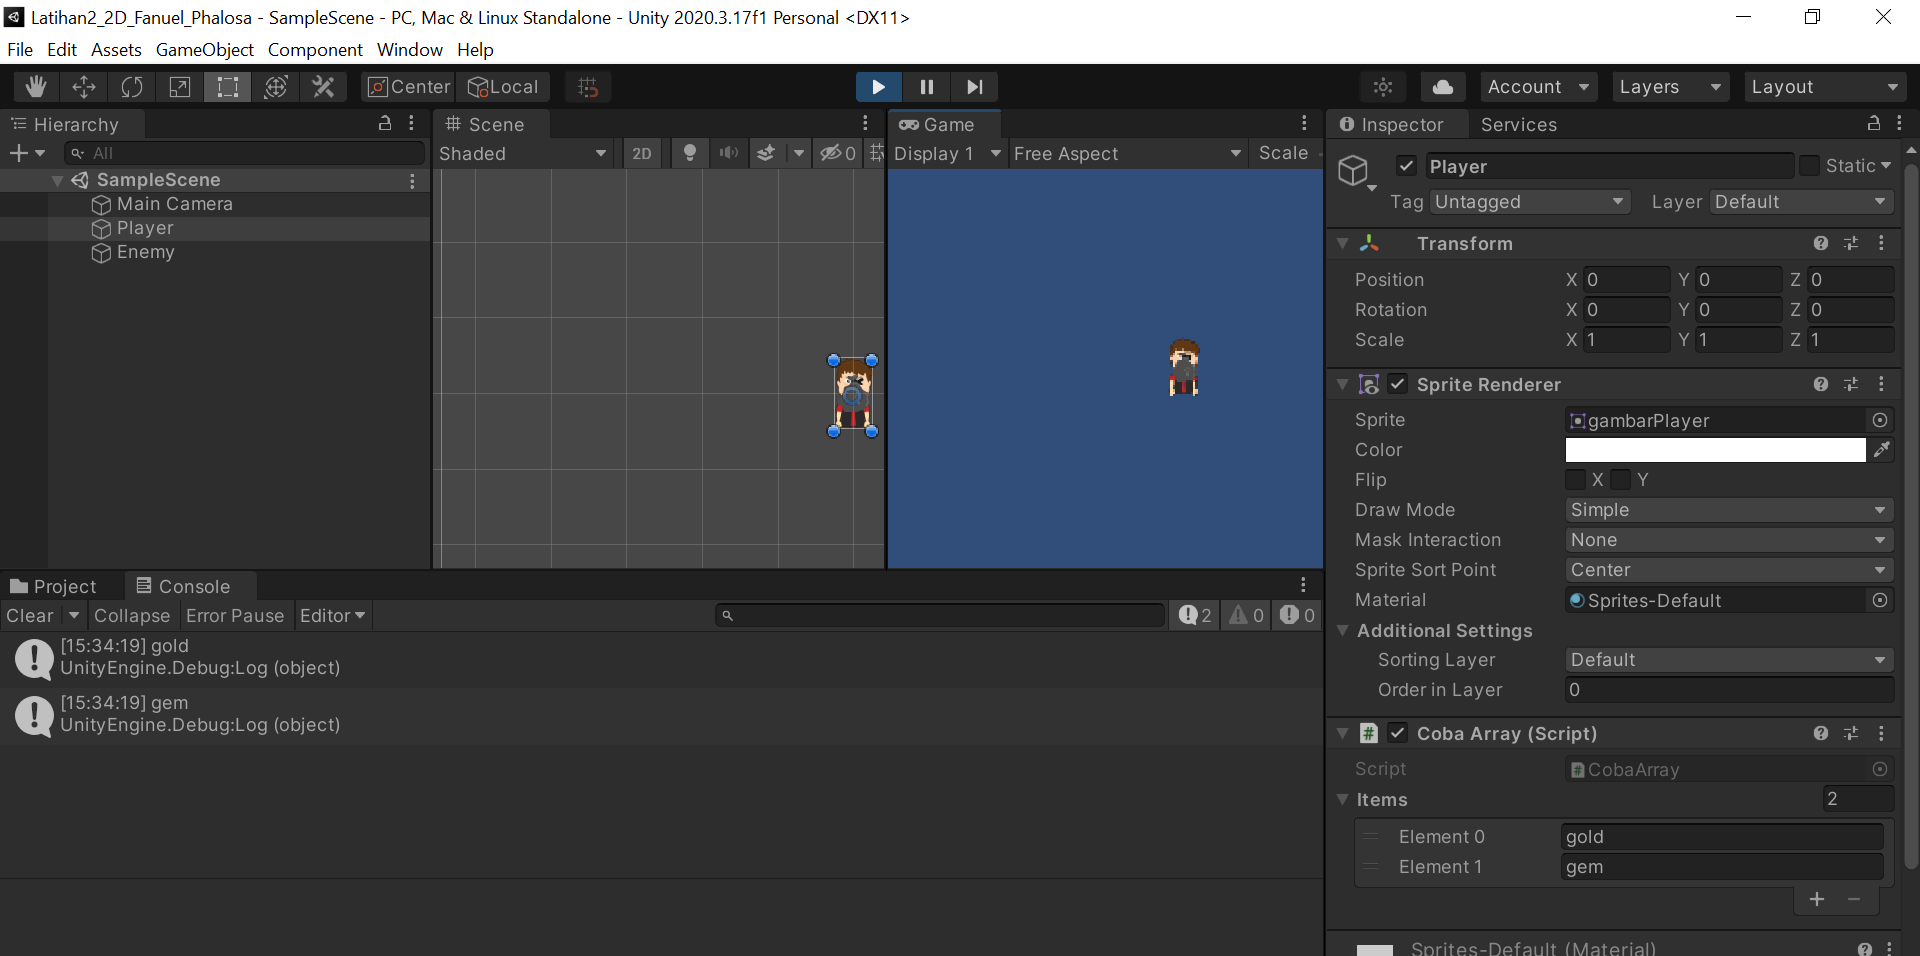 Latihan2_2D_Fanuel_Phalosa - SampleScene - PC, Mac & Linux Standalone - Unity 2020.3.17f1 Personal <DX11>
File Edit Assets GameObject Component Window Help
Center Local Account Layers Layout
Hierarchy
All
SampleScene
Main Camera
Player
Enemy
Scene
Shaded 2D 0
Game
Display 1 Free Aspect Scale
Project Console
Clear Collapse Error Pause Editor 2 0 0
[15:34:19] gold
UnityEngine.Debug:Log (object)
[15:34:19] gem
UnityEngine.Debug:Log (object)
Inspector Services
Player Static
Tag Untagged Layer Default
Transform
Position X 0 Y 0 Z 0
Rotation X 0 Y 0 Z 0
Scale X 1 Y 1 Z 1
Sprite Renderer
Sprite gambarPlayer
Color
Flip X Y
Draw Mode Simple
Mask Interaction None
Sprite Sort Point Center
Material Sprites-Default
Additional Settings
Sorting Layer Default
Order in Layer 0
# Coba Array (Script)
Script # CobaArray
Items 2
Element 0 gold
Element 1 gem
+ −
Sprites-Default (Material)